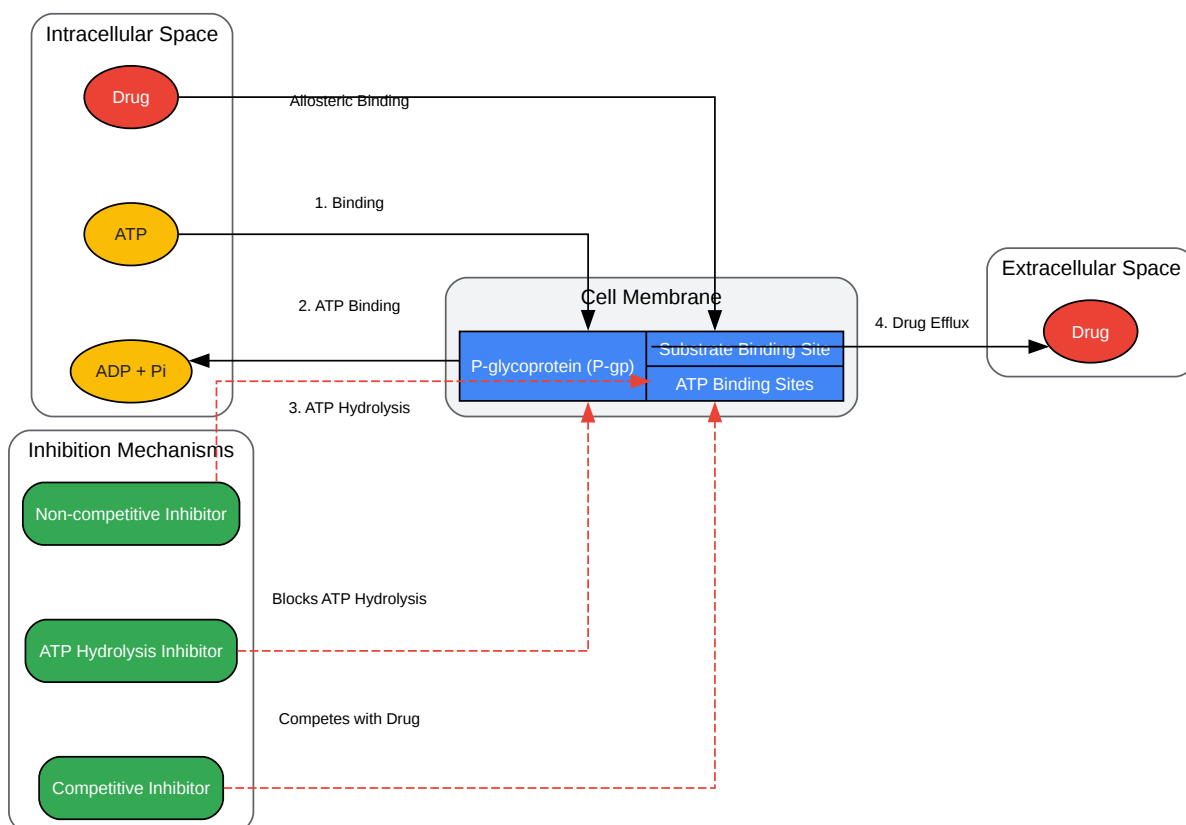 Intracellular Space
Drug
Allosteric Binding
ATP
1. Binding
2. ATP Binding
ADP + Pi
3. ATP Hydrolysis
Cell Membrane
P-glycoprotein (P-gp)
Substrate Binding Site
ATP Binding Sites
4. Drug Efflux
Extracellular Space
Drug
Inhibition Mechanisms
Non-competitive Inhibitor
Blocks ATP Hydrolysis
ATP Hydrolysis Inhibitor
Competes with Drug
Competitive Inhibitor